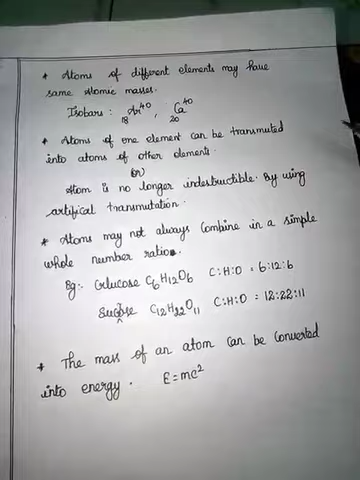 * Atoms of different elements may have
same atomic masses.
Isobars : ₁₈Ar⁴⁰, ₂₀Ca⁴⁰
* Atoms of one element can be transmuted
into atoms of other elements.
(or)
Atom is no longer indestructible. By using
artifical transmutation.
* Atoms may not always combine in a simple
whole number ratio.
Eg:- Glucose C₆H₁₂O₆ C:H:O = 6:12:6
Sucrose C₁₂H₂₂O₁₁ C:H:O = 12:22:11
* The mass of an atom can be converted
into energy. E=mc²